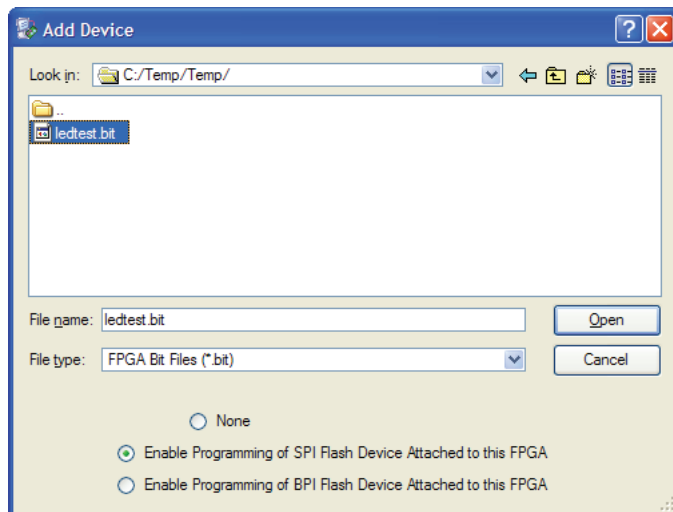 Add Device
Look in: C:/Temp/Temp/
..
ledtest.bit
File name: ledtest.bit Open
File type: FPGA Bit Files (*.bit) Cancel
None
Enable Programming of SPI Flash Device Attached to this FPGA
Enable Programming of BPI Flash Device Attached to this FPGA